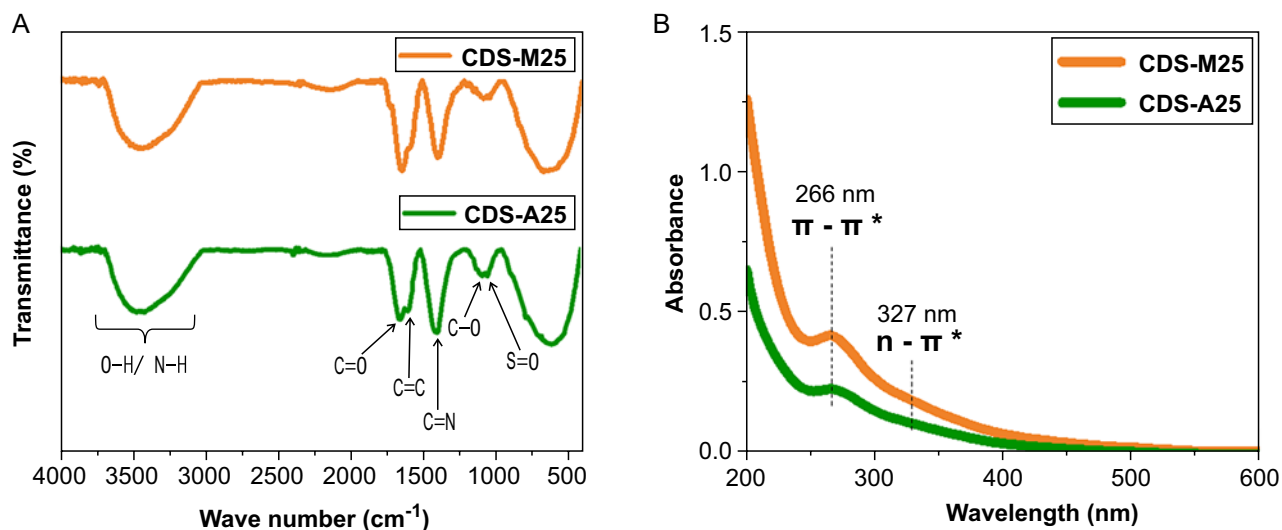 A
CDS-M25
CDS-A25
Transmittance (%)
O-H/ N-H
C=O
C=C
C=N
C-O
S=O
4000 3500 3000 2500 2000 1500 1000 500
Wave number (cm⁻¹)
B
CDS-M25
CDS-A25
1.5
1.0
0.5
0.0
Absorbance
266 nm
π - π *
327 nm
n - π *
200 300 400 500 600
Wavelength (nm)